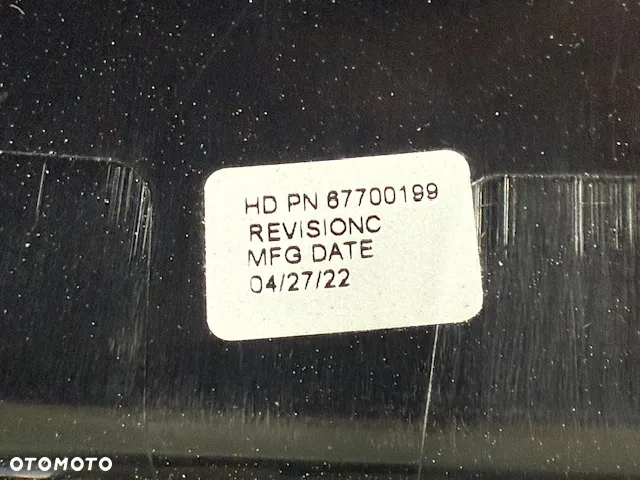 HD PN 67700199
REVISIONC
MFG DATE
04/27/22
OTOMOTO